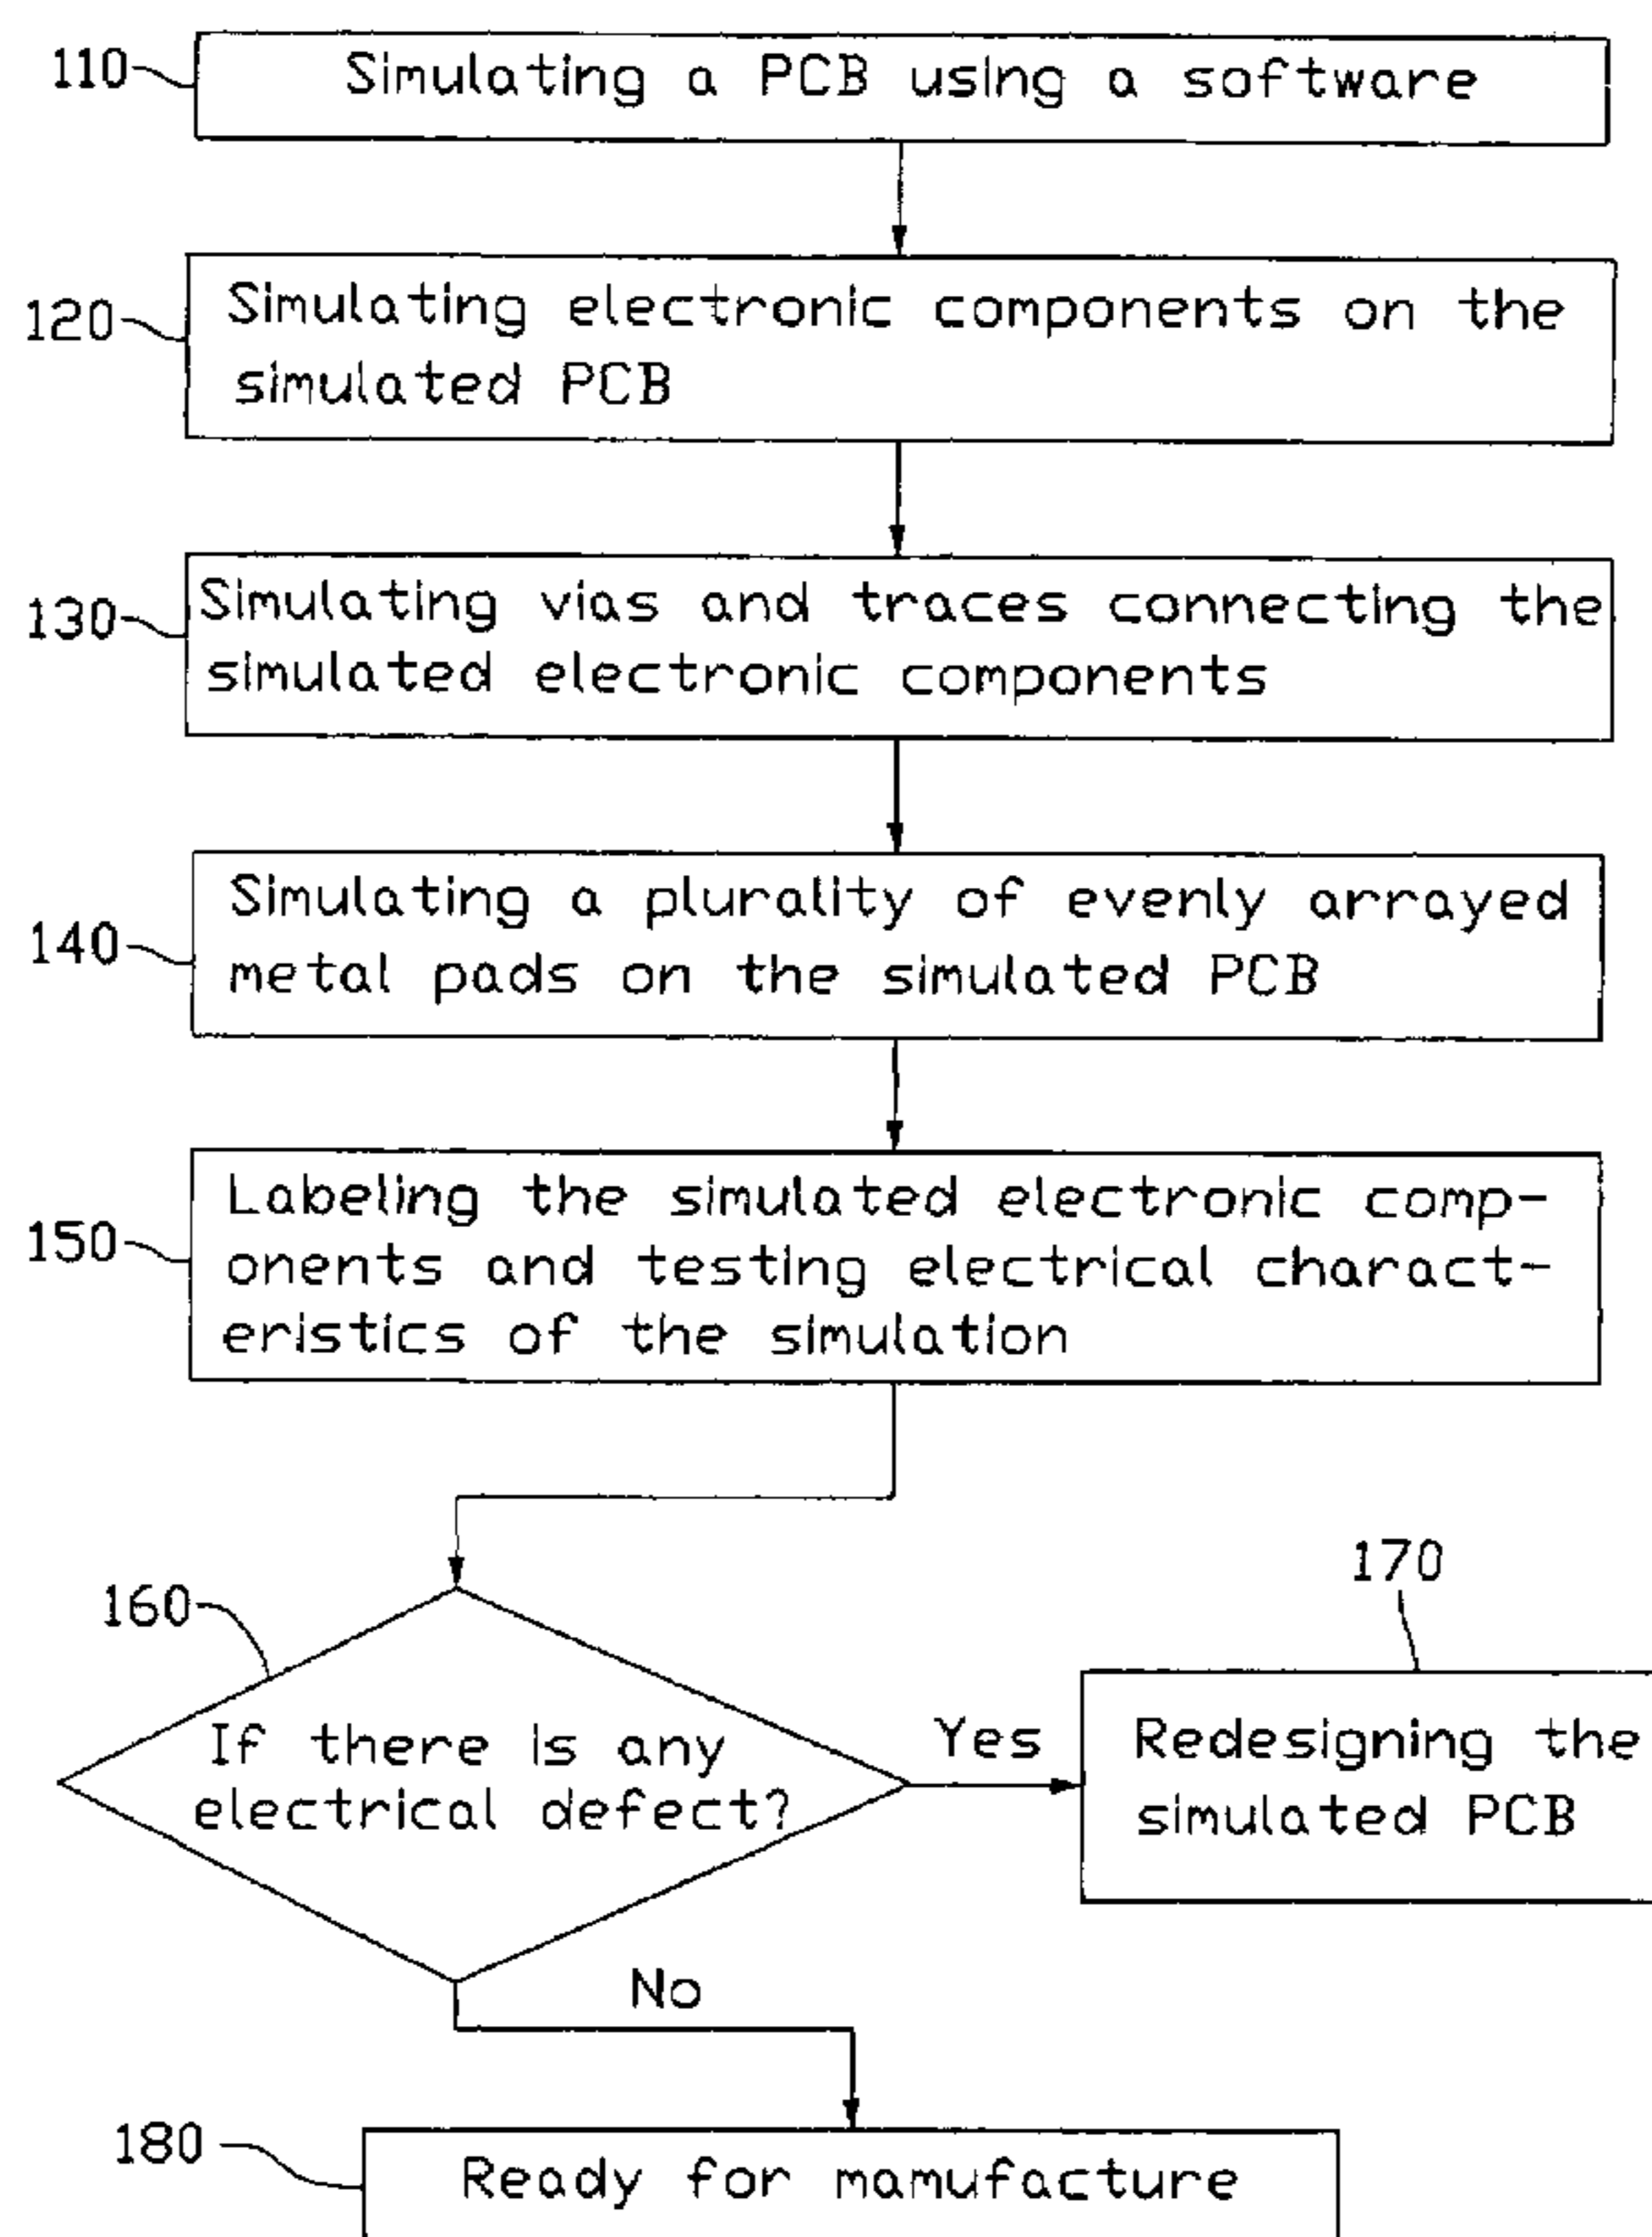 110
Simulating a PCB using a software
120
Simulating electronic components on the
simulated PCB
130
Simulating vias and traces connecting the
simulated electronic components
140
Simulating a plurality of evenly arrayed
metal pads on the simulated PCB
150
Labeling the simulated electronic comp-
onents and testing electrical charact-
eristics of the simulation
160
If there is any
electrical defect?
Yes
170
Redesigning the
simulated PCB
No
180
Ready for mamufacture